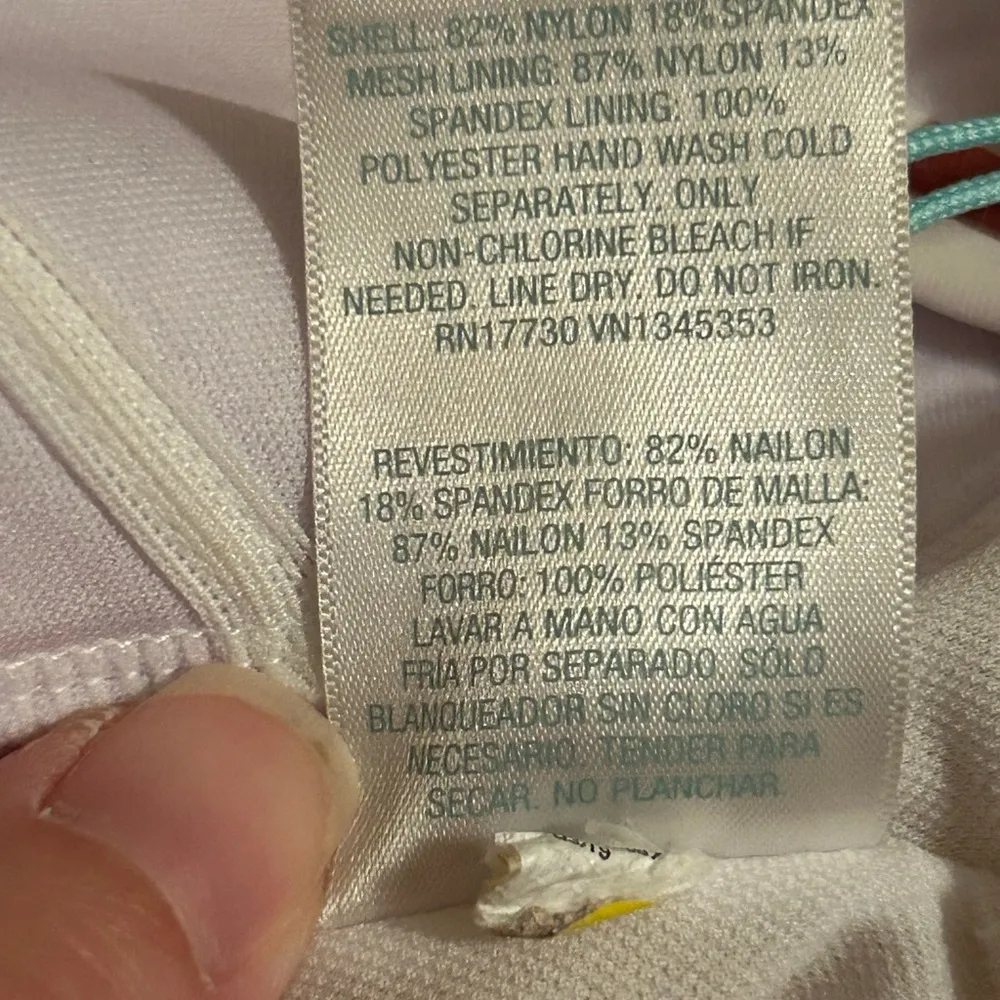 SHELL: 82% NYLON 18% SPANDEX
MESH LINING: 87% NYLON 13%
SPANDEX LINING: 100%
POLYESTER HAND WASH COLD
SEPARATELY. ONLY
NON-CHLORINE BLEACH IF
NEEDED. LINE DRY. DO NOT IRON.
RN17730 VN1345353
REVESTIMIENTO: 82% NAILON
18% SPANDEX FORRO DE MALLA:
87% NAILON 13% SPANDEX
FORRO: 100% POLIÉSTER
LAVAR A MANO CON AGUA
FRÍA POR SEPARADO. SÓLO
BLANQUEADOR SIN CLORO SI ES
NECESARIO. TENDER PARA
SECAR. NO PLANCHAR.